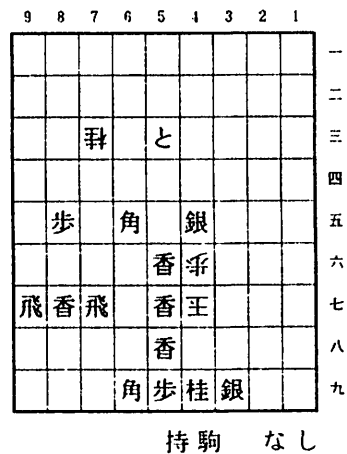 9 8 7 6 5 4 3 2 1
一
二
桂 と 三
四
歩 角 銀 五
香 歩 六
飛 香 飛 香 王 七
香 八
角 歩 桂 銀 九
持駒 なし